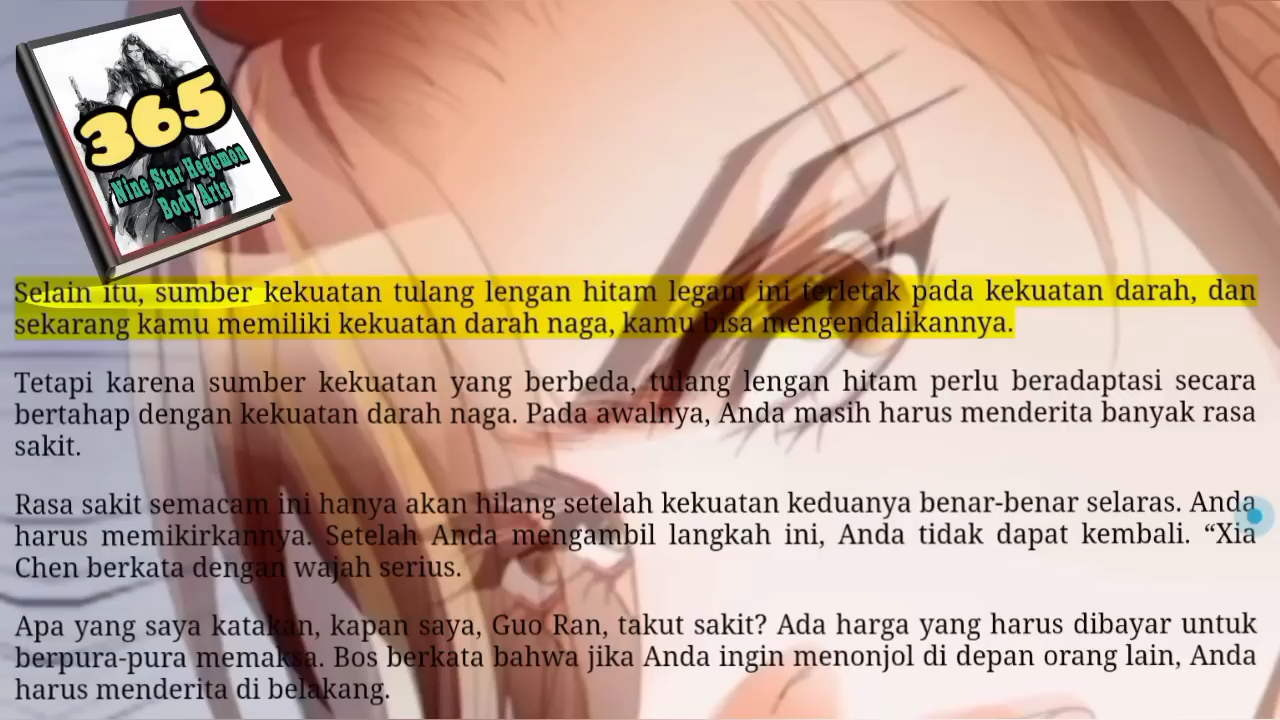 365
Nine Star Hegemon
Body Arts
Selain itu, sumber kekuatan tulang lengan hitam legam ini terletak pada kekuatan darah, dan
sekarang kamu memiliki kekuatan darah naga, kamu bisa mengendalikannya.
Tetapi karena sumber kekuatan yang berbeda, tulang lengan hitam perlu beradaptasi secara
bertahap dengan kekuatan darah naga. Pada awalnya, Anda masih harus menderita banyak rasa
sakit.
Rasa sakit semacam ini hanya akan hilang setelah kekuatan keduanya benar-benar selaras. Anda
harus memikirkannya. Setelah Anda mengambil langkah ini, Anda tidak dapat kembali. “Xia
Chen berkata dengan wajah serius.
Apa yang saya katakan, kapan saya, Guo Ran, takut sakit? Ada harga yang harus dibayar untuk
berpura-pura memaksa. Bos berkata bahwa jika Anda ingin menonjol di depan orang lain, Anda
harus menderita di belakang.